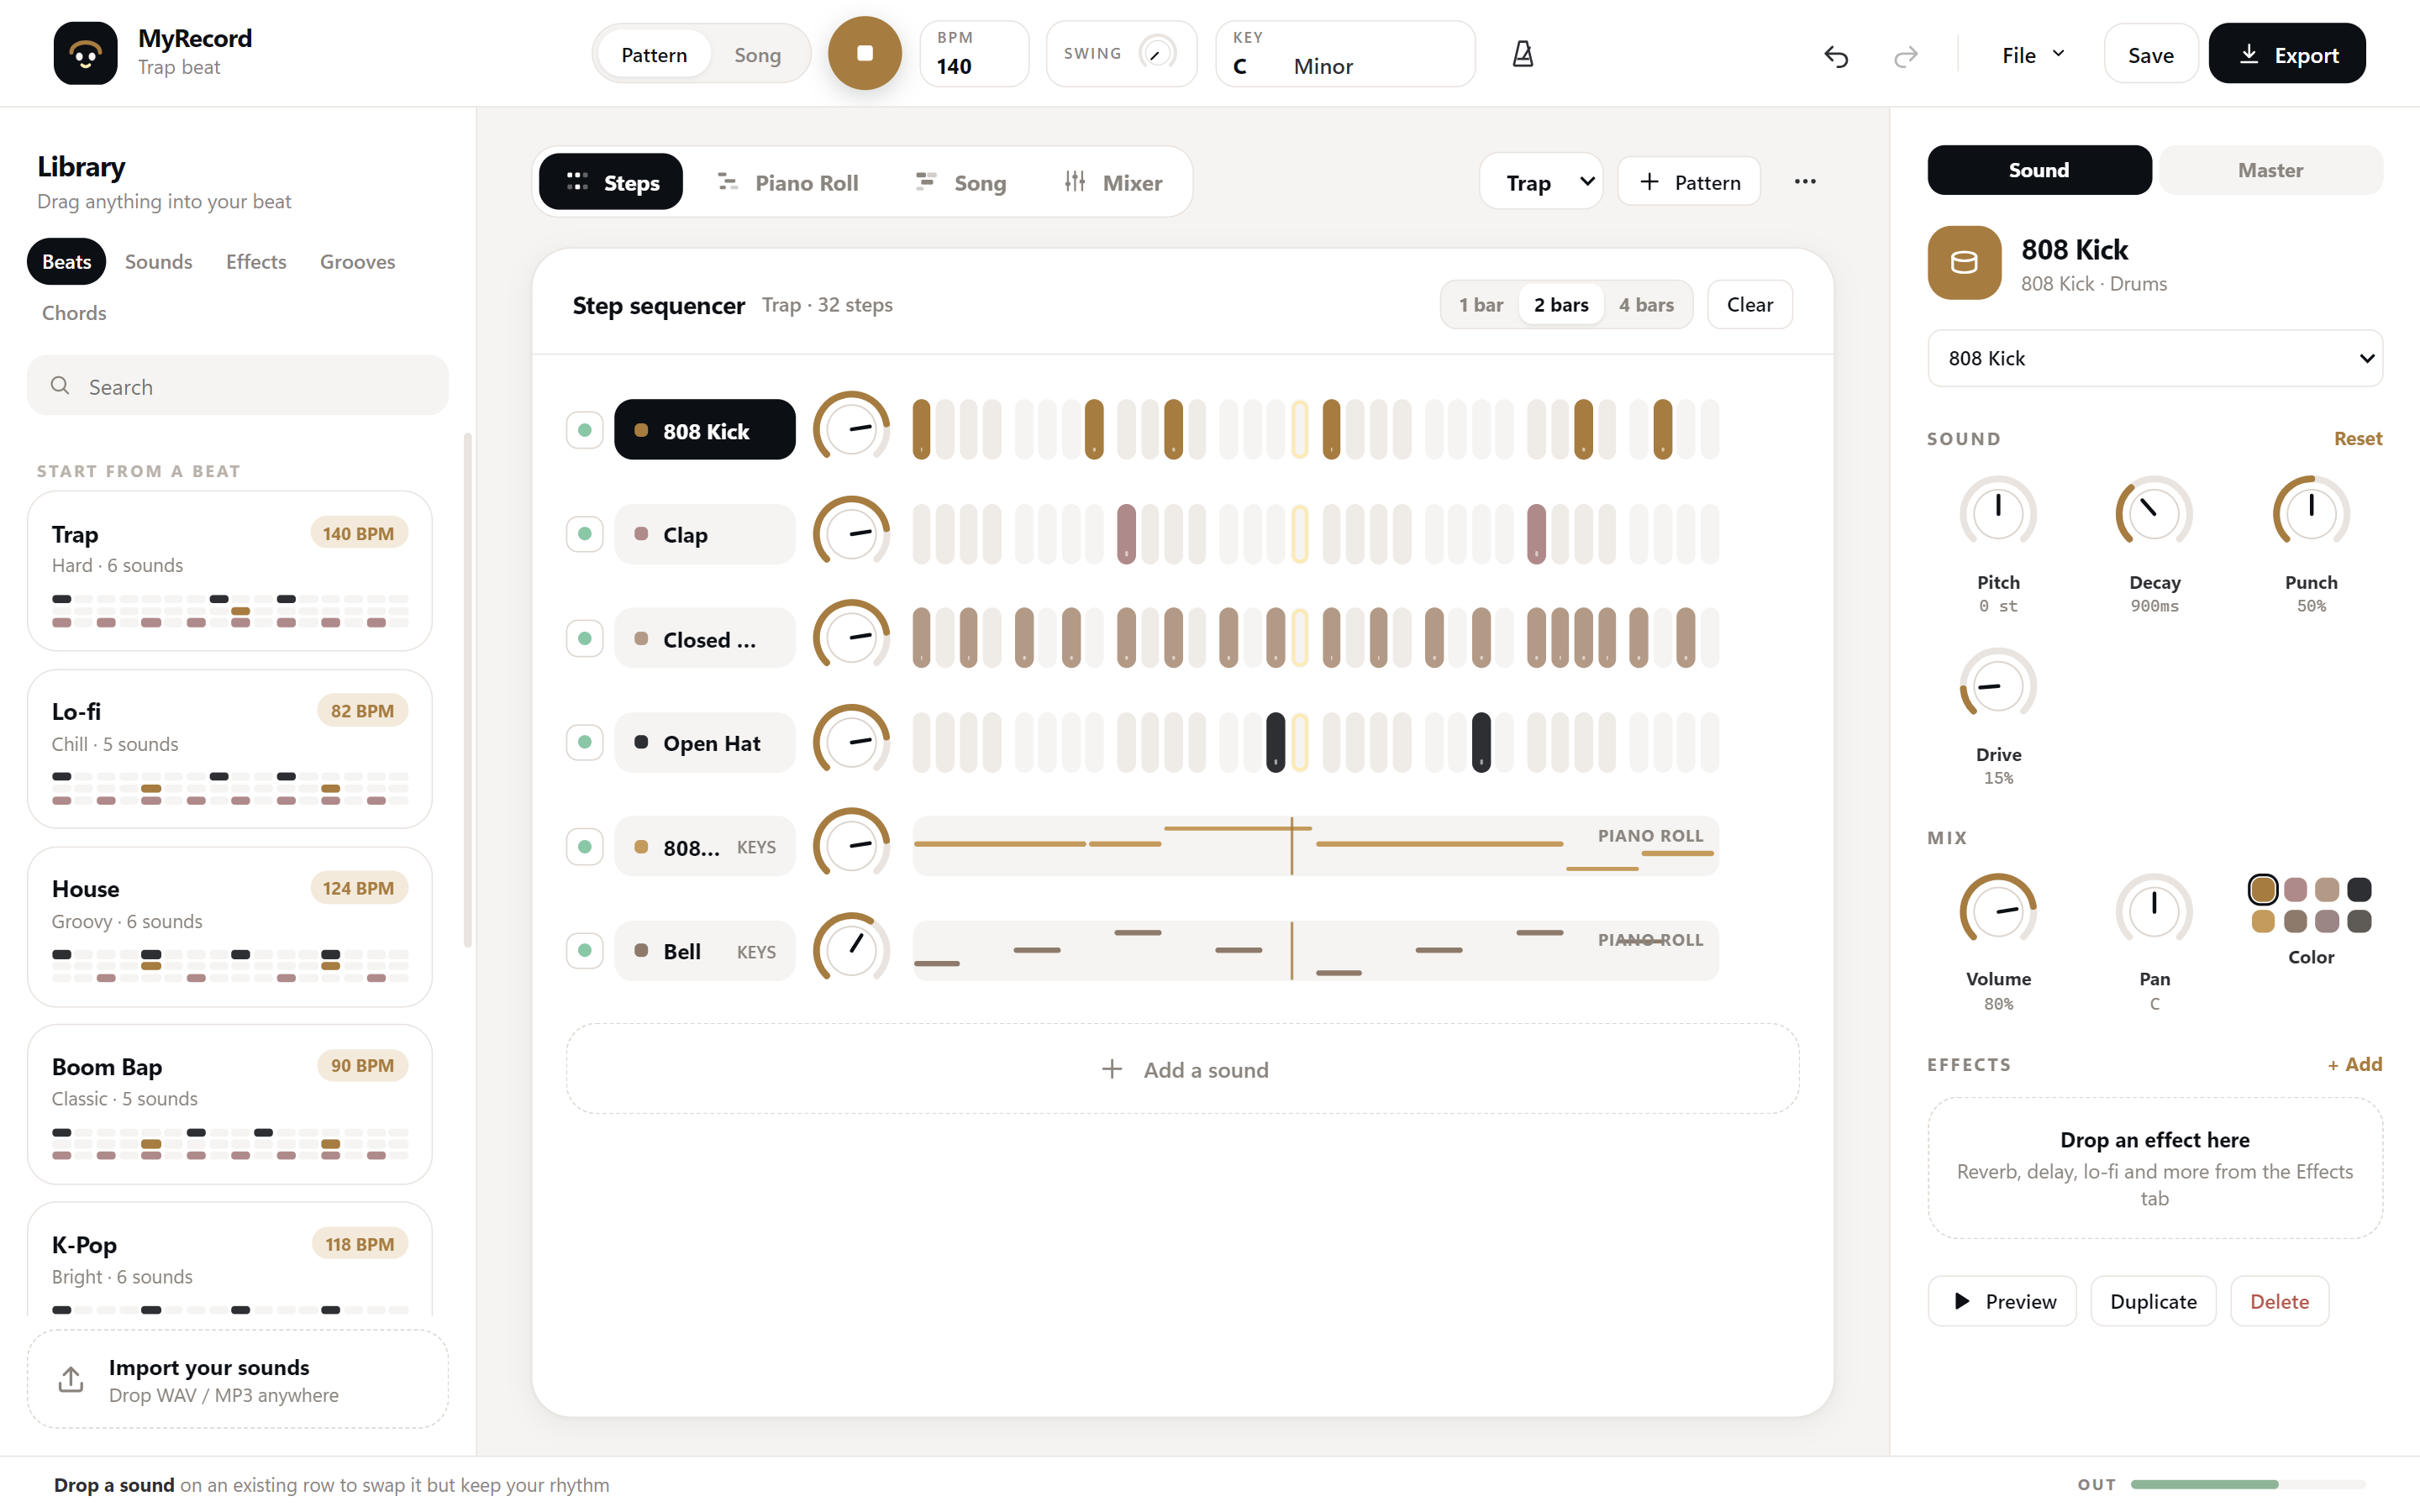 MyRecord
Trap beat
Pattern
Song
BPM
140
SWING
KEY
C Minor
File
Save
Export
Library
Drag anything into your beat
Beats
Sounds
Effects
Grooves
Chords
Search
START FROM A BEAT
Trap
140 BPM
Hard · 6 sounds
Lo-fi
82 BPM
Chill · 5 sounds
House
124 BPM
Groovy · 6 sounds
Boom Bap
90 BPM
Classic · 5 sounds
K-Pop
118 BPM
Bright · 6 sounds
Import your sounds
Drop WAV / MP3 anywhere
Steps
Piano Roll
Song
Mixer
Trap
Pattern
Step sequencer
Trap · 32 steps
1 bar
2 bars
4 bars
Clear
808 Kick
Clap
Closed ...
Open Hat
808... KEYS
PIANO ROLL
Bell KEYS
PIANO ROLL
Add a sound
Sound
Master
808 Kick
808 Kick · Drums
808 Kick
SOUND
Reset
Pitch
0 st
Decay
900ms
Punch
50%
Drive
15%
MIX
Volume
80%
Pan
C
Color
EFFECTS
+ Add
Drop an effect here
Reverb, delay, lo-fi and more from the Effects
tab
Preview
Duplicate
Delete
Drop a sound on an existing row to swap it but keep your rhythm
OUT